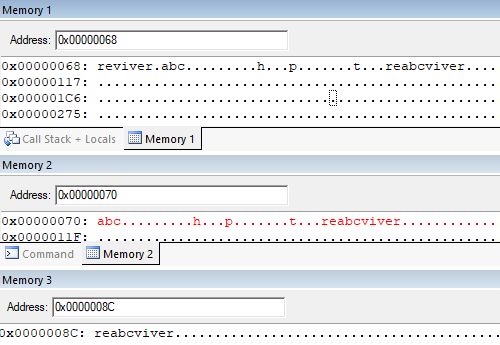 Memory 1
Address: 0x00000068
0x00000068: reviver.abc.........h...p.......t...reabcviver....
0x00000117: ..................................................
0x000001C6: ..................................................
0x00000275: ..................................................
Call Stack + Locals Memory 1
Memory 2
Address: 0x00000070
0x00000070: abc.........h...p.......t...reabcviver............
0x0000011F: ..................................................
Command Memory 2
Memory 3
Address: 0x0000008C
0x0000008C: reabcviver........................................